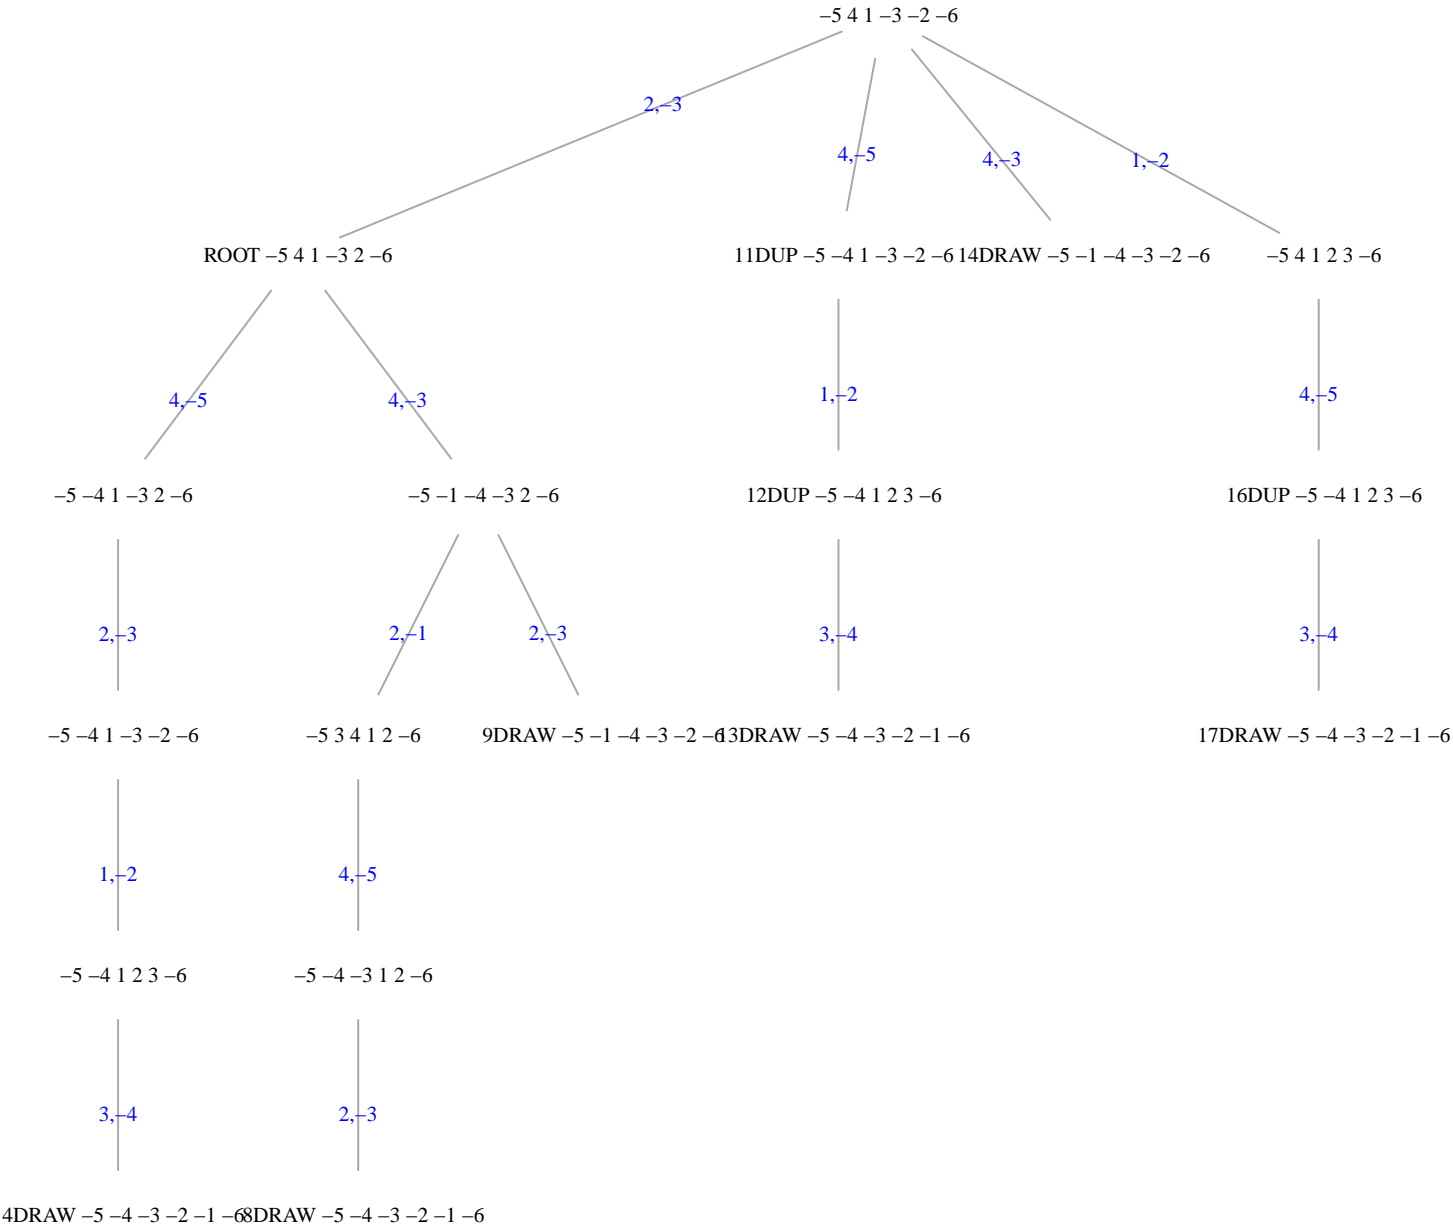 −5 4 1 −3 −2 −6
2,−3
4,−5
4,−3
1,−2
ROOT −5 4 1 −3 2 −6
11DUP −5 −4 1 −3 −2 −6
14DRAW −5 −1 −4 −3 −2 −6
−5 4 1 2 3 −6
4,−5
4,−3
1,−2
4,−5
−5 −4 1 −3 2 −6
−5 −1 −4 −3 2 −6
12DUP −5 −4 1 2 3 −6
16DUP −5 −4 1 2 3 −6
2,−3
2,−1
2,−3
3,−4
3,−4
−5 −4 1 −3 −2 −6
−5 3 4 1 2 −6
9DRAW −5 −1 −4 −3 −2 −6
13DRAW −5 −4 −3 −2 −1 −6
17DRAW −5 −4 −3 −2 −1 −6
1,−2
4,−5
−5 −4 1 2 3 −6
−5 −4 −3 1 2 −6
3,−4
2,−3
4DRAW −5 −4 −3 −2 −1 −6
8DRAW −5 −4 −3 −2 −1 −6